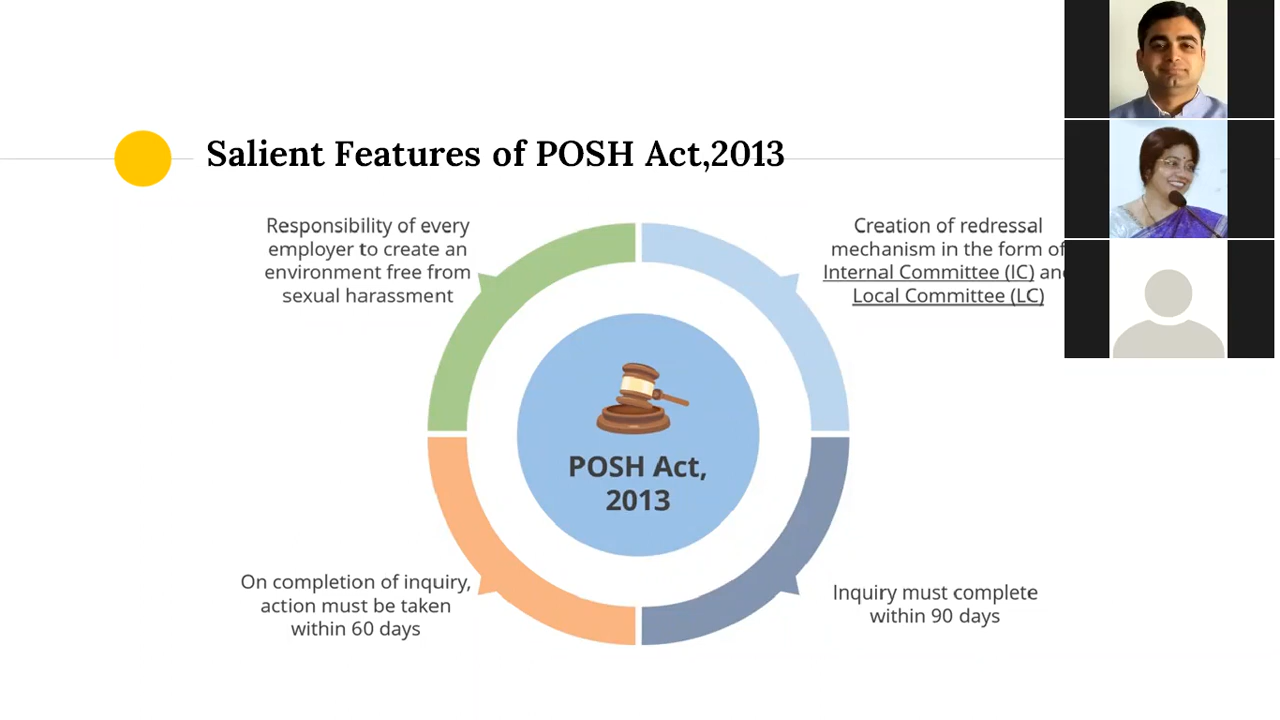 Salient Features of POSH Act,2013
Responsibility of every
employer to create an
environment free from
sexual harassment
Creation of redressal
mechanism in the form of
Internal Committee (IC) and
Local Committee (LC)
POSH Act,
2013
On completion of inquiry,
action must be taken
within 60 days
Inquiry must complete
within 90 days